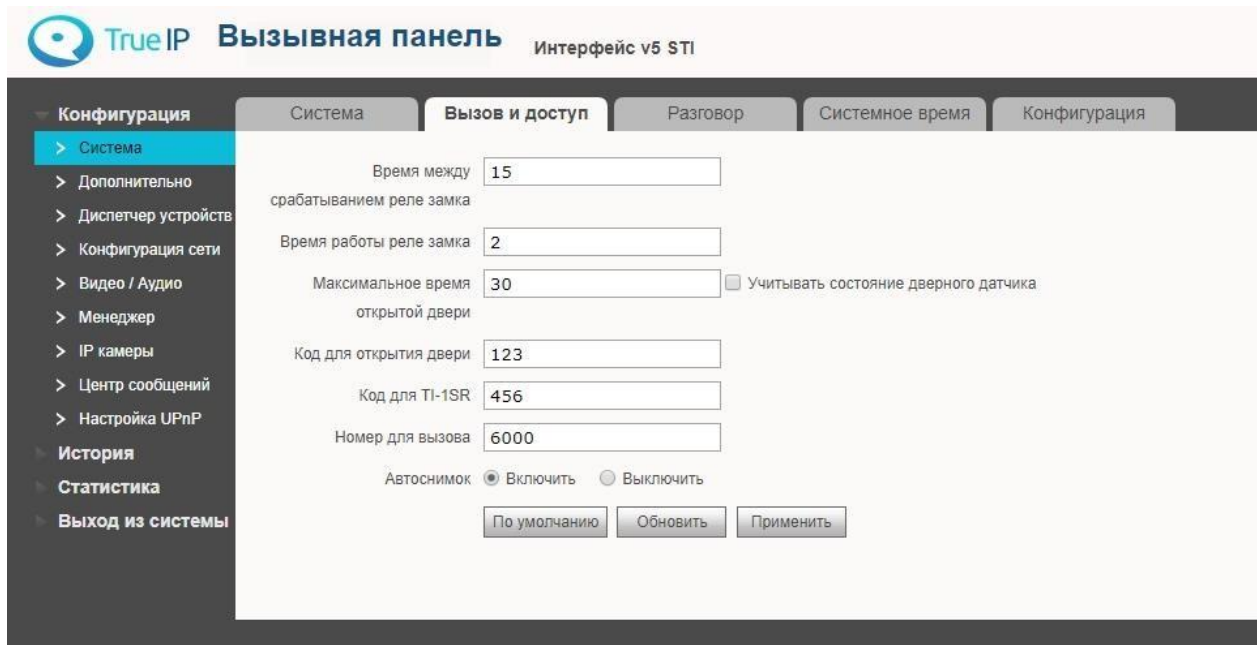 True IP
Вызывная панель
Интерфейс v5 STI
Конфигурация
Система
Дополнительно
Диспетчер устройств
Конфигурация сети
Видео / Аудио
Менеджер
IP камеры
Центр сообщений
Настройка UPnP
История
Статистика
Выход из системы
Система Вызов и доступ Разговор Системное время Конфигурация
Время между 15
срабатыванием реле замка
Время работы реле замка 2
Максимальное время 30 Учитывать состояние дверного датчика
открытой двери
Код для открытия двери 123
Код для TI-1SR 456
Номер для вызова 6000
Автоснимок Включить Выключить
По умолчанию Обновить Применить